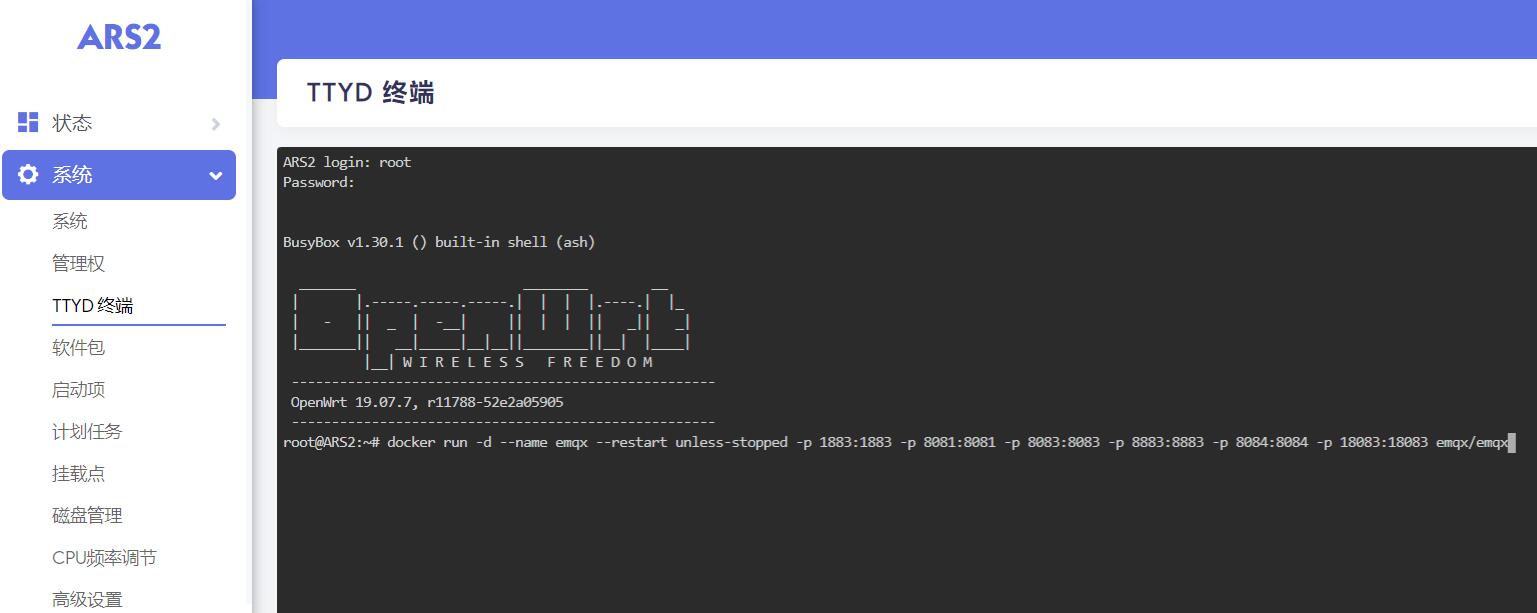 ARS2
状态
系统
系统
管理权
TTYD 终端
软件包
启动项
计划任务
挂载点
磁盘管理
CPU频率调节
高级设置
TTYD 终端
ARS2 login: root
Password:
BusyBox v1.30.1 () built-in shell (ash)
OpenWrt
W I R E L E S S   F R E E D O M
-----------------------------------------------------
OpenWrt 19.07.7, r11788-52e2a05905
-----------------------------------------------------
root@ARS2:~# docker run -d --name emqx --restart unless-stopped -p 1883:1883 -p 8081:8081 -p 8083:8083 -p 8883:8883 -p 8084:8084 -p 18083:18083 emqx/emqx